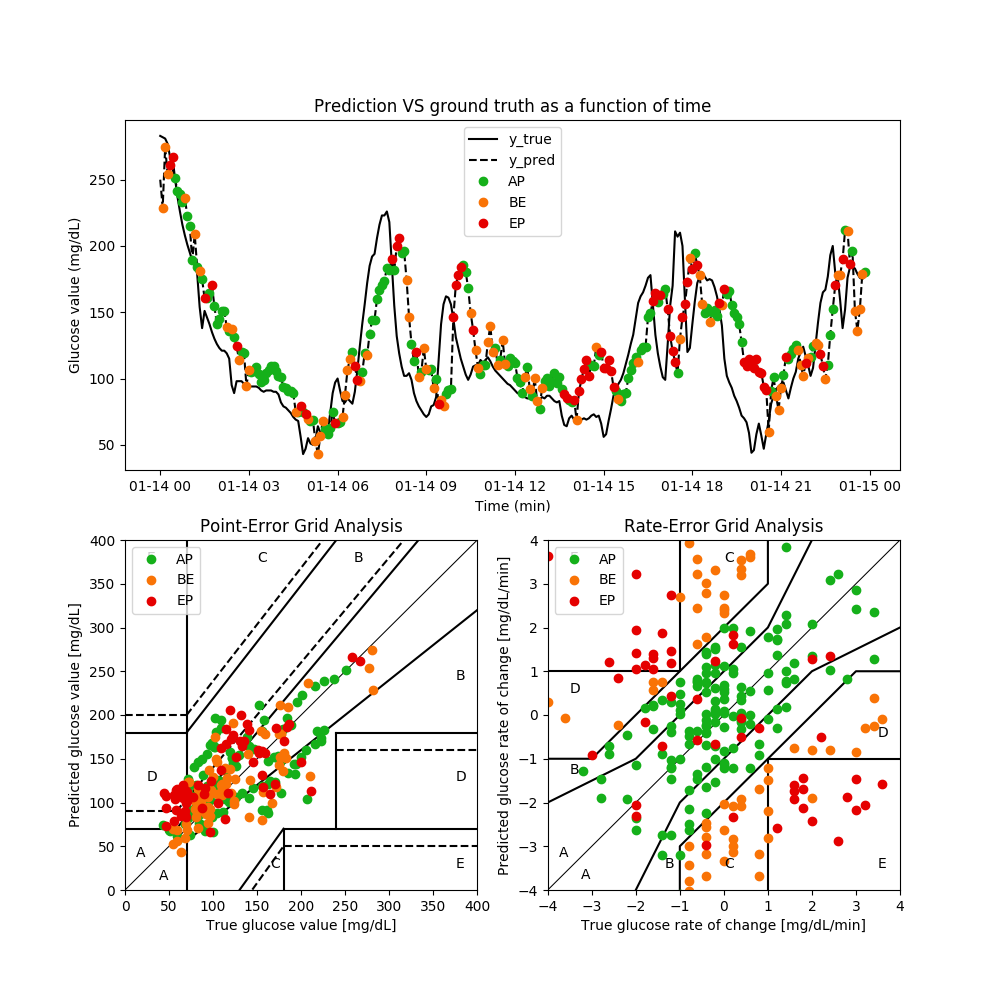 Prediction VS ground truth as a function of time
Glucose value (mg/dL)
250
200
150
100
50
y_true
y_pred
AP
BE
EP
01-14 00 01-14 03 01-14 06 01-14 09 01-14 12 01-14 15 01-14 18 01-14 21 01-15 00
Time (min)
Point-Error Grid Analysis
Predicted glucose value [mg/dL]
400
350
300
250
200
150
100
50
0
AP
BE
EP
C B
B
D D
A
A
C E
0 50 100 150 200 250 300 350 400
True glucose value [mg/dL]
Rate-Error Grid Analysis
Predicted glucose rate of change [mg/dL/min]
4
3
2
1
0
−1
−2
−3
−4
AP
BE
EP
C
D
D
B
A
A
B C E
−4 −3 −2 −1 0 1 2 3 4
True glucose rate of change [mg/dL/min]